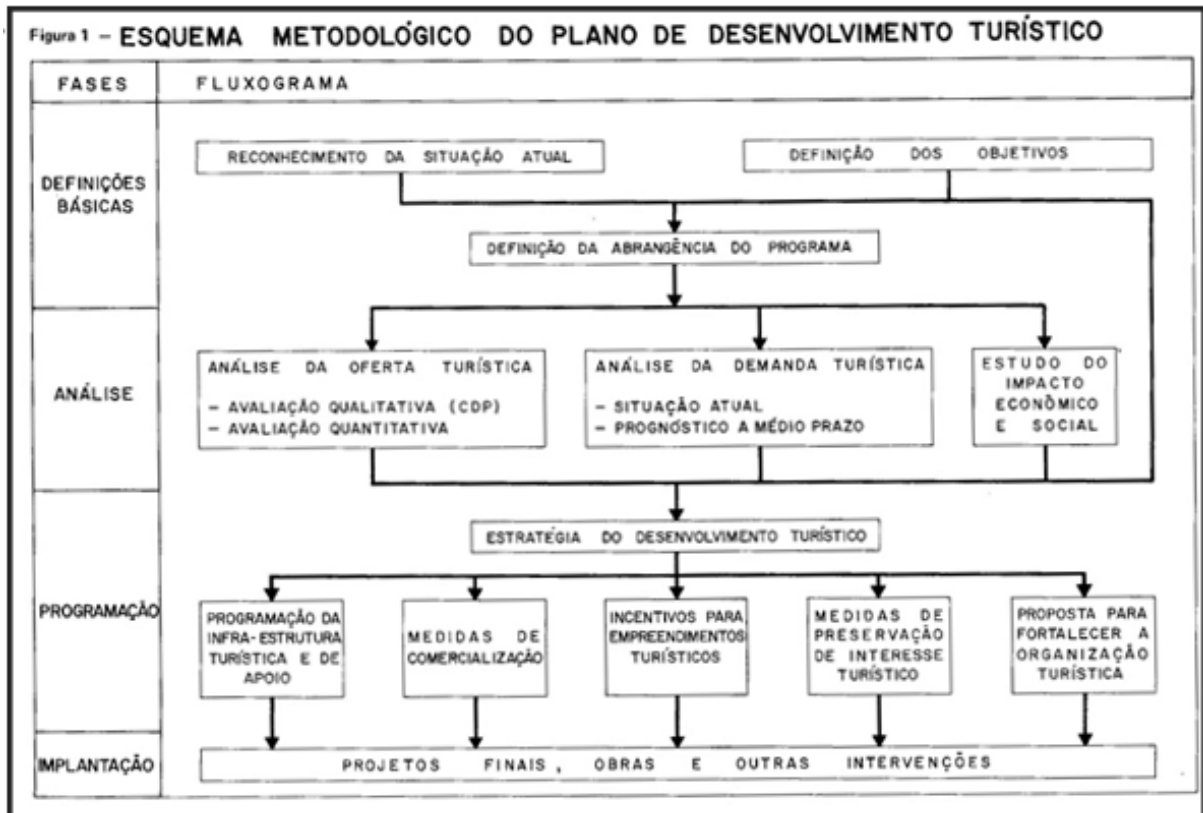 Figura 1 – ESQUEMA METODOLÓGICO DO PLANO DE DESENVOLVIMENTO TURÍSTICO
FASES
FLUXOGRAMA
DEFINIÇÕES
BÁSICAS
RECONHECIMENTO DA SITUAÇÃO ATUAL
DEFINIÇÃO DOS OBJETIVOS
DEFINIÇÃO DA ABRANGÊNCIA DO PROGRAMA
ANÁLISE
ANÁLISE DA OFERTA TURÍSTICA
– AVALIAÇÃO QUALITATIVA (CDP)
– AVALIAÇÃO QUANTITATIVA
ANÁLISE DA DEMANDA TURÍSTICA
– SITUAÇÃO ATUAL
– PROGNÓSTICO A MÉDIO PRAZO
ESTUDO DO
IMPACTO
ECONÔMICO
E SOCIAL
PROGRAMAÇÃO
ESTRATÉGIA DO DESENVOLVIMENTO TURÍSTICO
PROGRAMAÇÃO DA
INFRA-ESTRUTURA
TURÍSTICA E DE
APOIO
MEDIDAS DE
COMERCIALIZAÇÃO
INCENTIVOS PARA
EMPREENDIMENTOS
TURÍSTICOS
MEDIDAS DE
PRESERVAÇÃO
DE INTERESSE
TURÍSTICO
PROPOSTA PARA
FORTALECER A
ORGANIZAÇÃO
TURÍSTICA
IMPLANTAÇÃO
PROJETOS FINAIS, OBRAS E OUTRAS INTERVENÇÕES